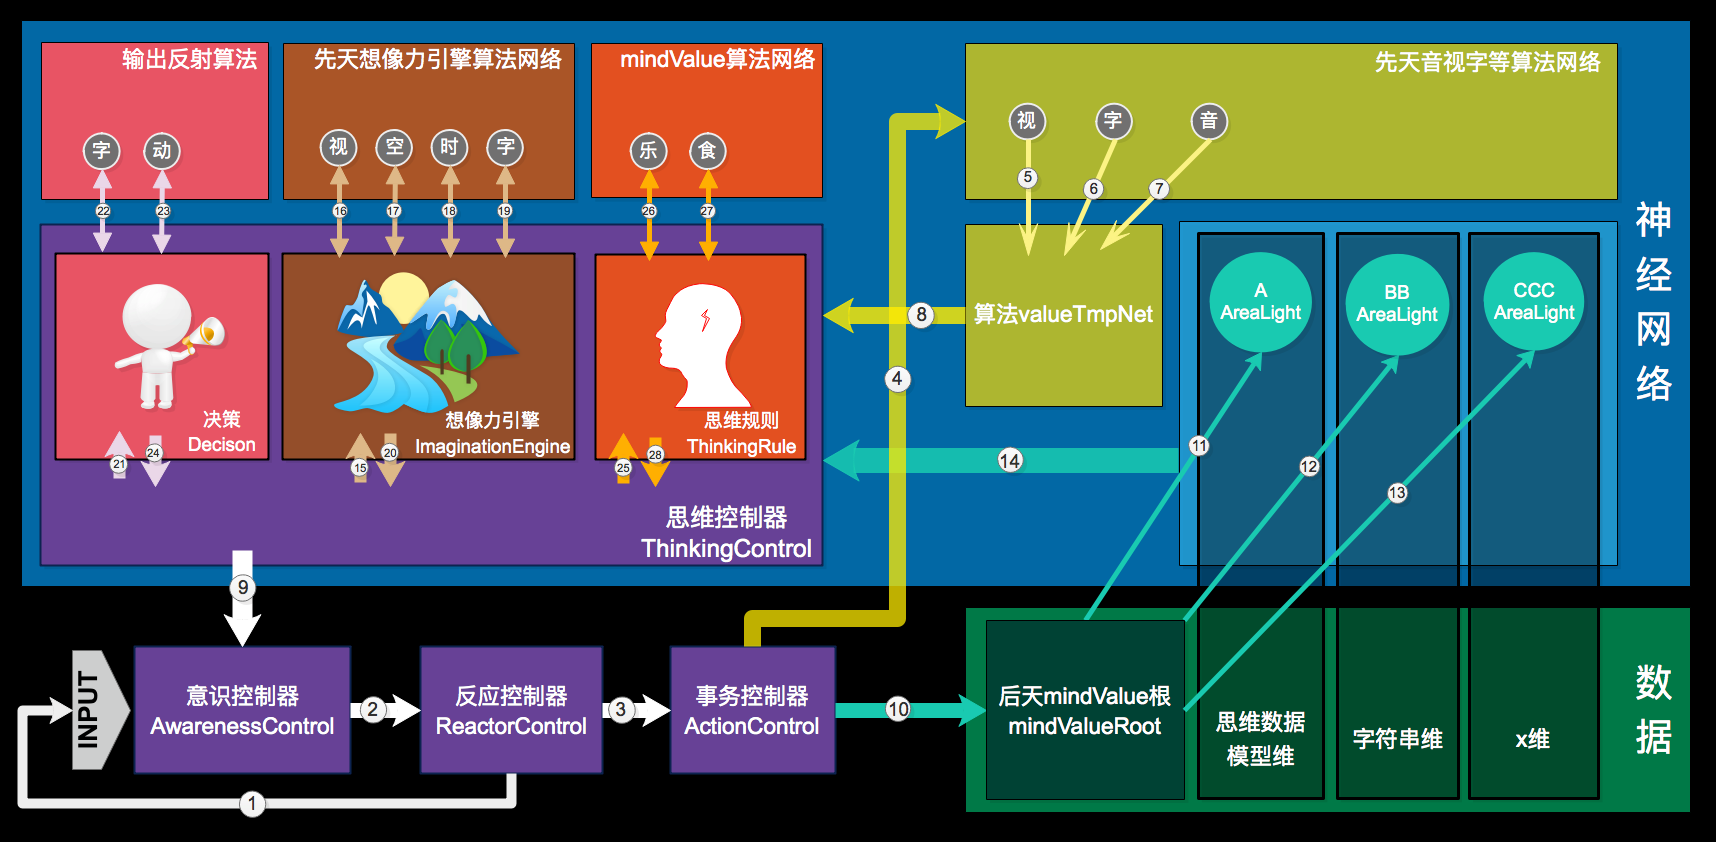 输出反射算法
字
动
22
23
先天想像力引擎算法网络
视
空
时
字
16
17
18
19
mindValue算法网络
乐
食
26
27
先天音视字等算法网络
视
字
音
5
6
7
神经网络
决策
Decison
21
24
想像力引擎
ImaginationEngine
15
20
思维规则
ThinkingRule
25
28
思维控制器
ThinkingControl
算法valueTmpNet
8
4
14
A
AreaLight
BB
AreaLight
CCC
AreaLight
11
12
13
9
INPUT
意识控制器
AwarenessControl
2
反应控制器
ReactorControl
3
事务控制器
ActionControl
10
后天mindValue根
mindValueRoot
思维数据
模型维
字符串维
x维
数据
1